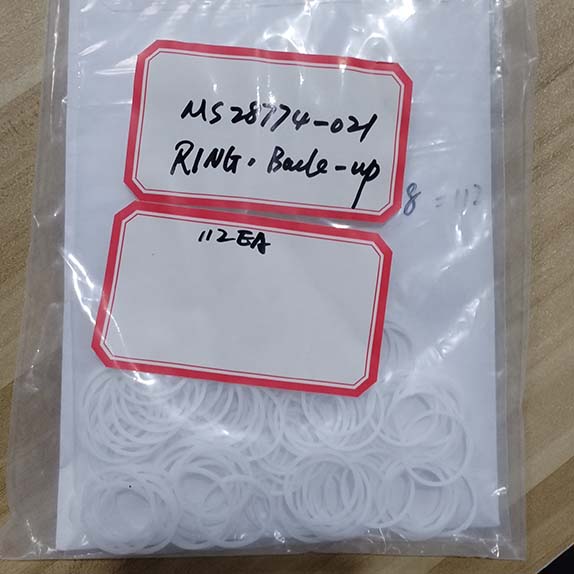 MS28774-021
RING. Back-up
8 = 112
112EA